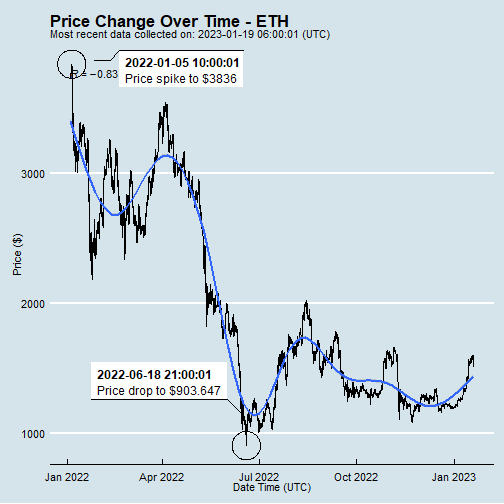 Price Change Over Time - ETH
Most recent data collected on: 2023-01-19 06:00:01 (UTC)
R = −0.83
2022-01-05 10:00:01
Price spike to $3836
3000
Price ($)
2000
2022-06-18 21:00:01
Price drop to $903.647
1000
Jan 2022
Apr 2022
Jul 2022
Oct 2022
Jan 2023
Date Time (UTC)